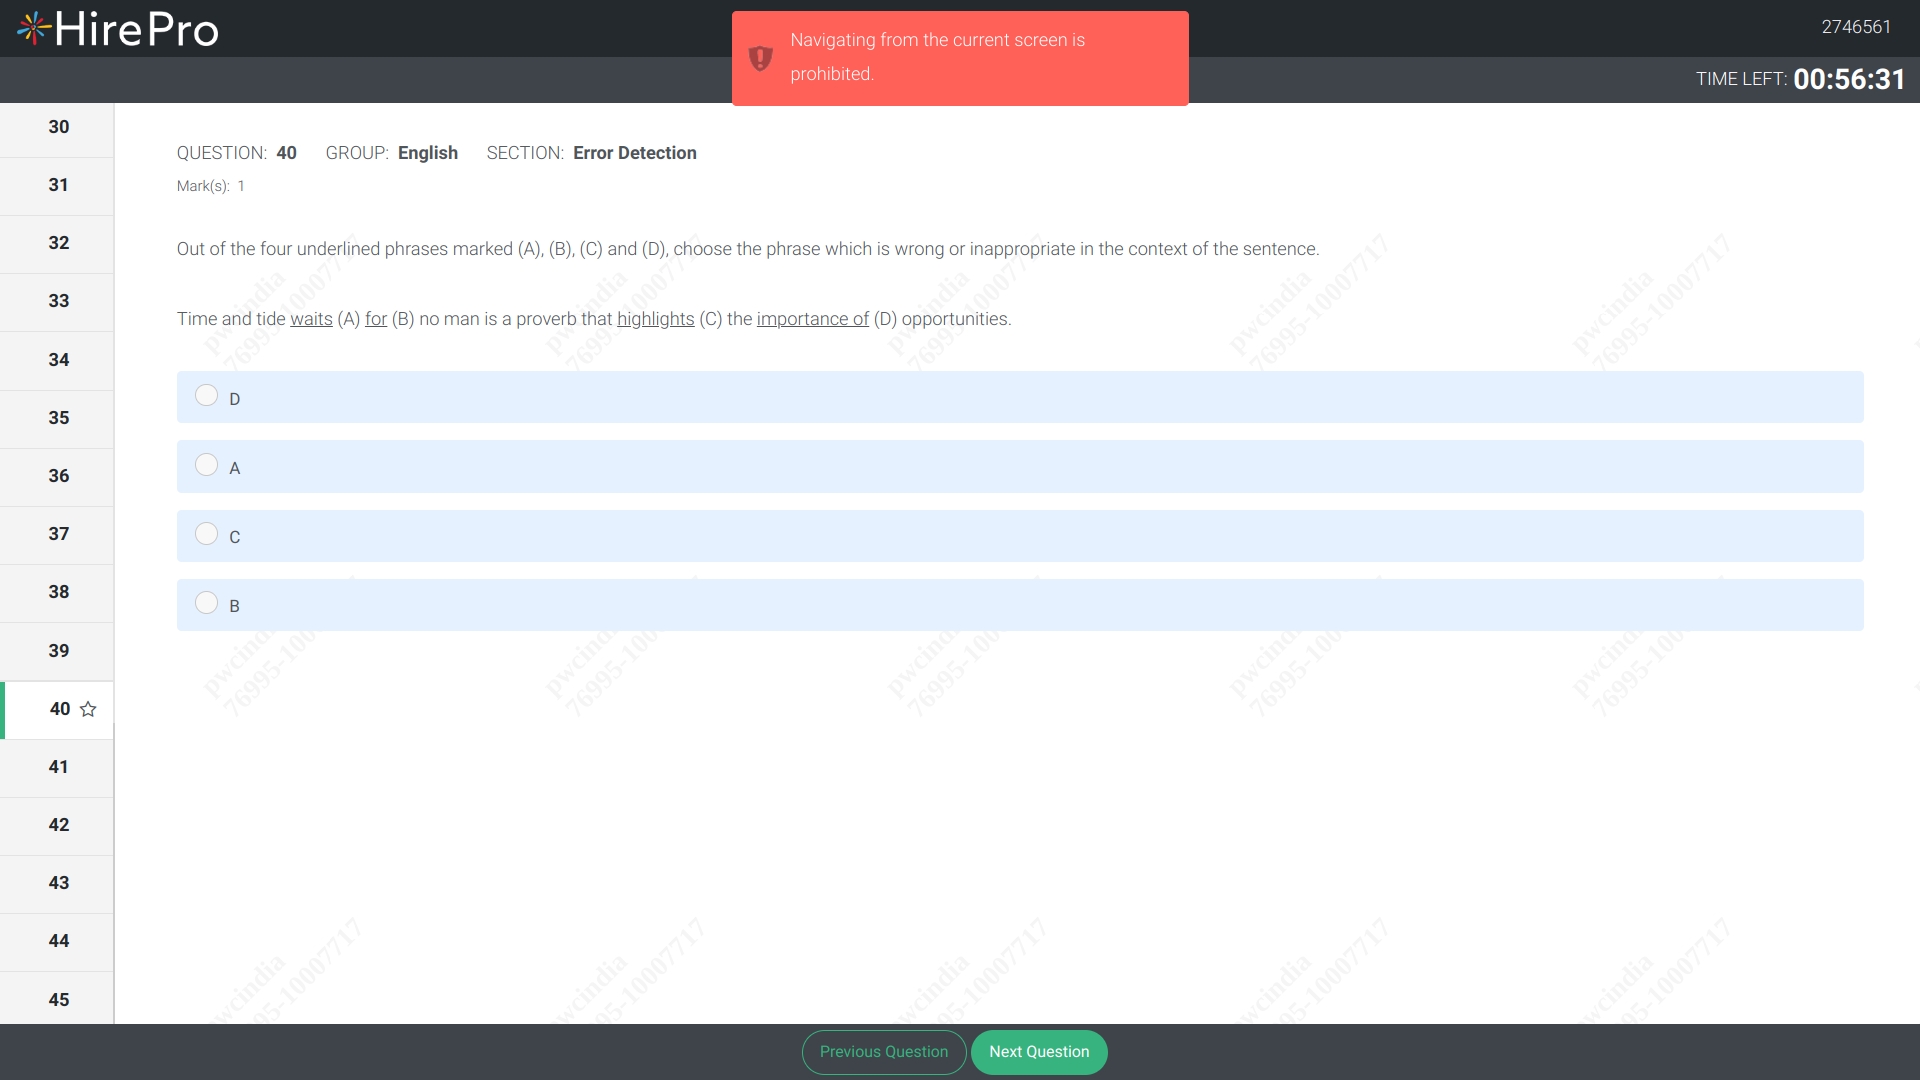 HirePro
2746561
Navigating from the current screen is
prohibited.
TIME LEFT: 00:56:31
30
31
32
33
34
35
36
37
38
39
40
41
42
43
44
45
QUESTION: 40 GROUP: English SECTION: Error Detection
Mark(s): 1
Out of the four underlined phrases marked (A), (B), (C) and (D), choose the phrase which is wrong or inappropriate in the context of the sentence.
Time and tide waits (A) for (B) no man is a proverb that highlights (C) the importance of (D) opportunities.
D
A
C
B
pwcindia
76995-10007717
Previous Question Next Question